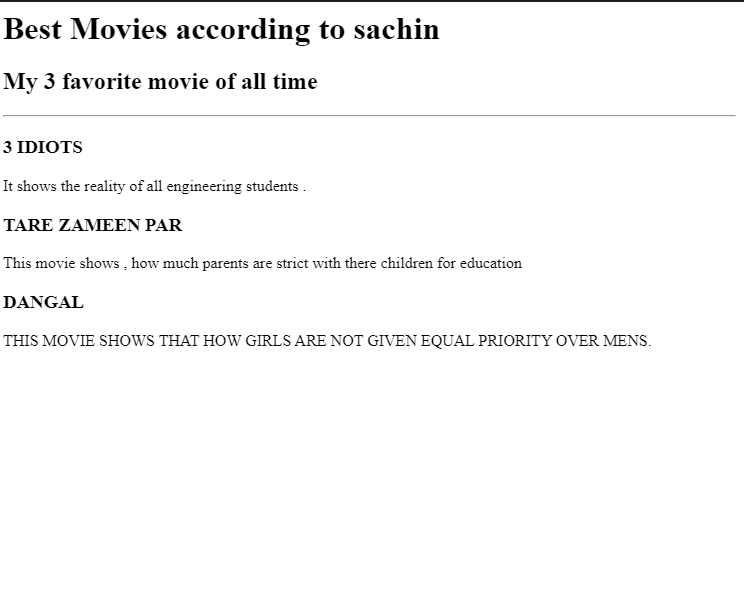 Best Movies according to sachin
My 3 favorite movie of all time
3 IDIOTS
It shows the reality of all engineering students .
TARE ZAMEEN PAR
This movie shows , how much parents are strict with there children for education
DANGAL
THIS MOVIE SHOWS THAT HOW GIRLS ARE NOT GIVEN EQUAL PRIORITY OVER MENS.